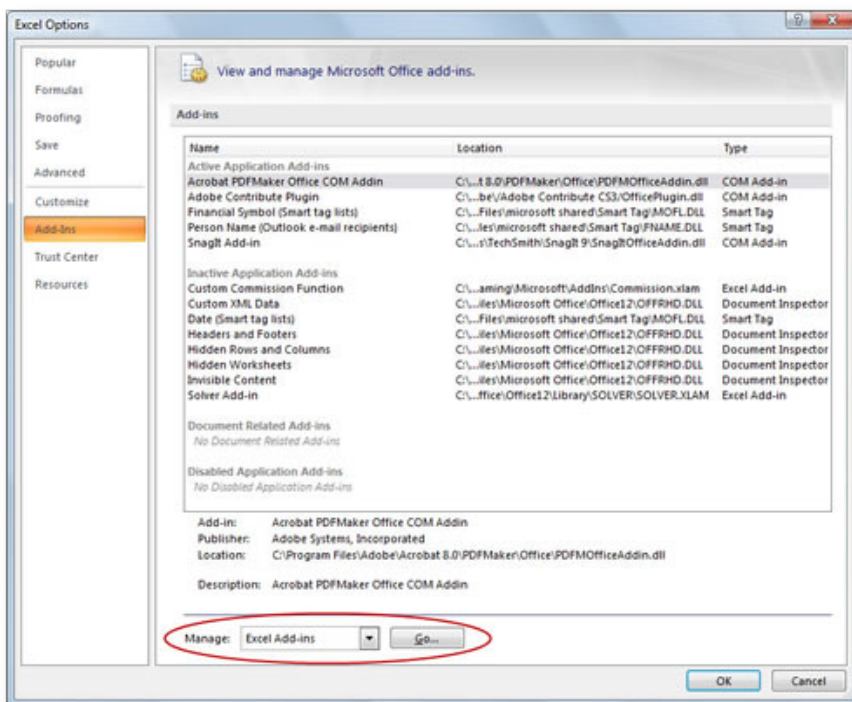 Excel Options
Popular
Formulas
Proofing
Save
Advanced
Customize
Add-Ins
Trust Center
Resources
View and manage Microsoft Office add-ins.
Add-ins
Name Location Type
Active Application Add-ins
Acrobat PDFMaker Office COM Addin C:\...t 8.0\PDFMaker\Office\PDFMOfficeAddin.dll COM Add-in
Adobe Contribute Plugin C:\...be\/Adobe Contribute CS3/OfficePlugin.dll COM Add-in
Financial Symbol (Smart tag lists) C:\...Files\microsoft shared\Smart Tag\MOFL.DLL Smart Tag
Person Name (Outlook e-mail recipients) C:\...les\microsoft shared\Smart Tag\FNAME.DLL Smart Tag
SnagIt Add-in C:\...s\TechSmith\SnagIt 9\SnagItOfficeAddin.dll COM Add-in
Inactive Application Add-ins
Custom Commission Function C:\...aming\Microsoft\AddIns\Commission.xlam Excel Add-in
Custom XML Data C:\...iles\Microsoft Office\Office12\OFFRHD.DLL Document Inspector
Date (Smart tag lists) C:\...Files\microsoft shared\Smart Tag\MOFL.DLL Smart Tag
Headers and Footers C:\...iles\Microsoft Office\Office12\OFFRHD.DLL Document Inspector
Hidden Rows and Columns C:\...iles\Microsoft Office\Office12\OFFRHD.DLL Document Inspector
Hidden Worksheets C:\...iles\Microsoft Office\Office12\OFFRHD.DLL Document Inspector
Invisible Content C:\...iles\Microsoft Office\Office12\OFFRHD.DLL Document Inspector
Solver Add-in C:\...ffice\Office12\Library\SOLVER\SOLVER.XLAM Excel Add-in
Document Related Add-ins
No Document Related Add-ins
Disabled Application Add-ins
No Disabled Application Add-ins
Add-in: Acrobat PDFMaker Office COM Addin
Publisher: Adobe Systems, Incorporated
Location: C:\Program Files\Adobe\Acrobat 8.0\PDFMaker\Office\PDFMOfficeAddin.dll
Description: Acrobat PDFMaker Office COM Addin
Manage: Excel Add-ins Go...
OK Cancel